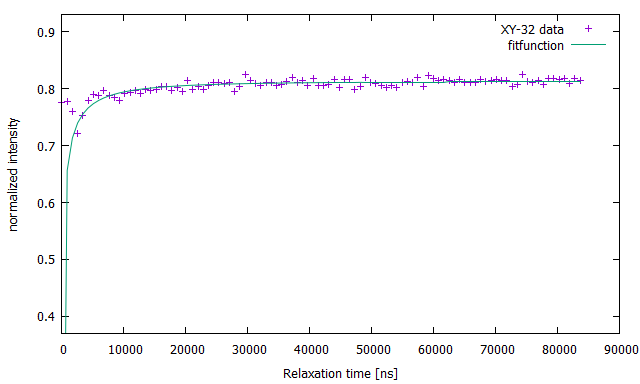 XY-32 data
fitfunction
0.9
0.8
0.7
0.6
0.5
0.4
normalized intensity
0 10000 20000 30000 40000 50000 60000 70000 80000 90000
Relaxation time [ns]